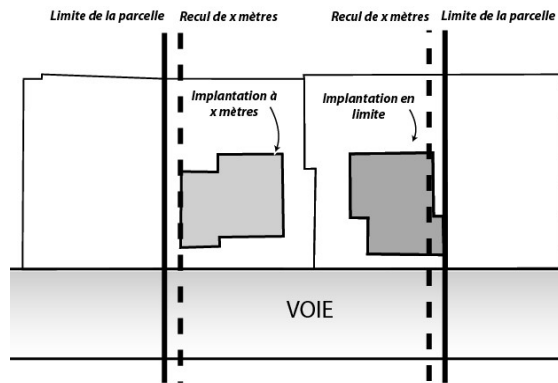 Limite de la parcelle
Recul de x mètres
Recul de x mètres
Limite de la parcelle
Implantation à
x mètres
Implantation en
limite
VOIE